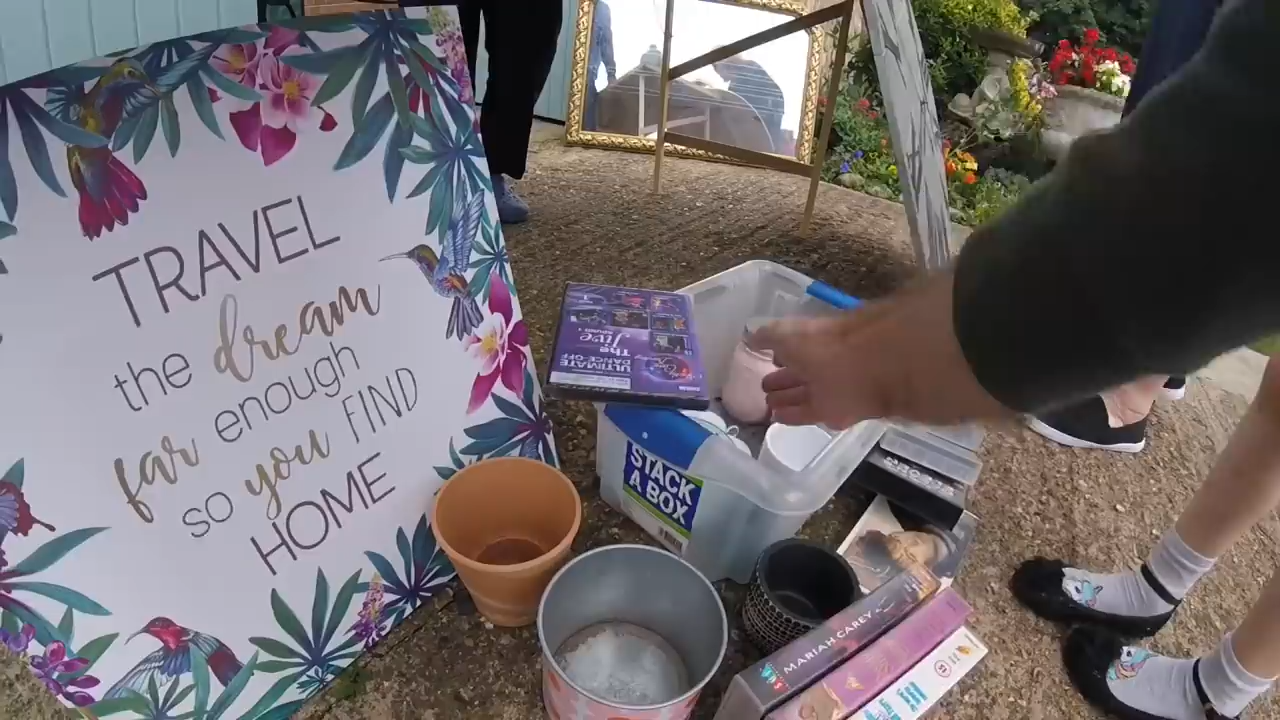 TRAVEL
the dream
far enough
so you FIND
HOME
The
Jive
ULTIMATE
DANCE OFF
STACK
A BOX
MARIAH CAREY